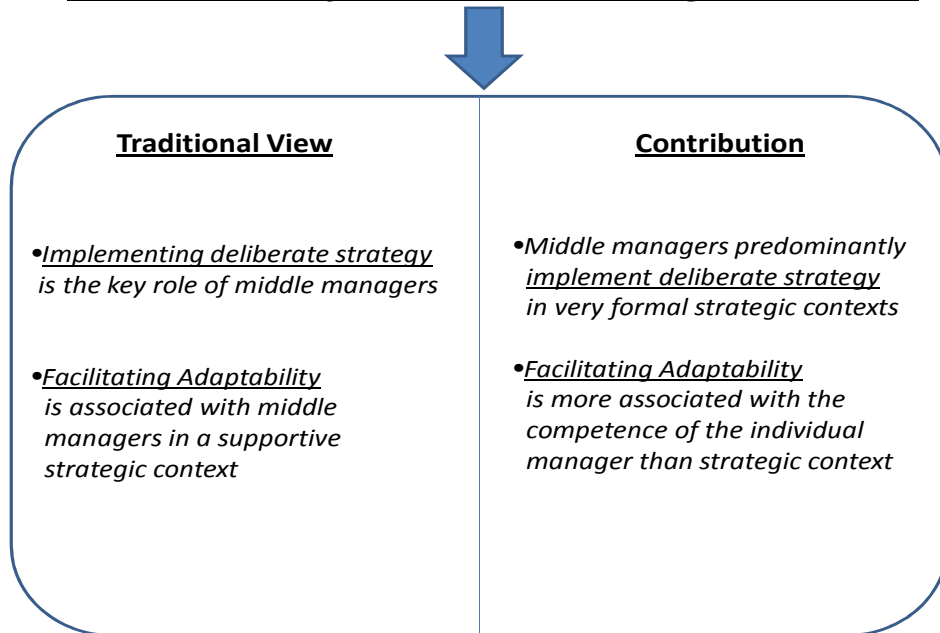 Traditional View
•Implementing deliberate strategy
is the key role of middle managers
•Facilitating Adaptability
is associated with middle
managers in a supportive
strategic context
Contribution
•Middle managers predominantly
implement deliberate strategy
in very formal strategic contexts
•Facilitating Adaptability
is more associated with the
competence of the individual
manager than strategic context